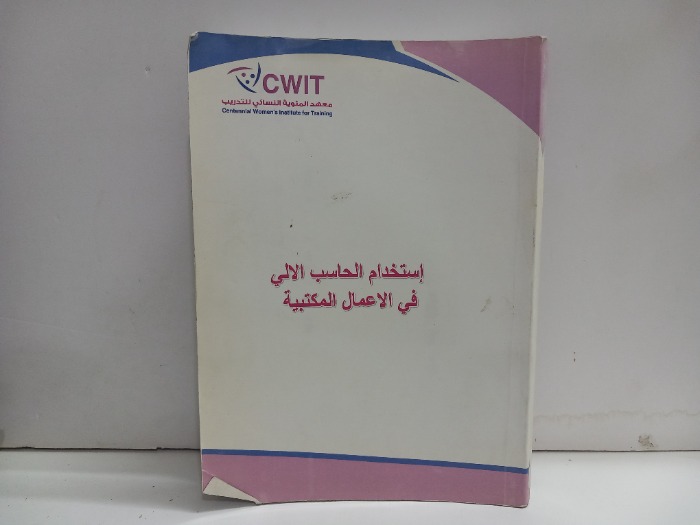 CWIT
معهد المئوية النسائي للتدريب
Centennial Women's Institute for Training
إستخدام الحاسب الالي
في الاعمال المكتبية